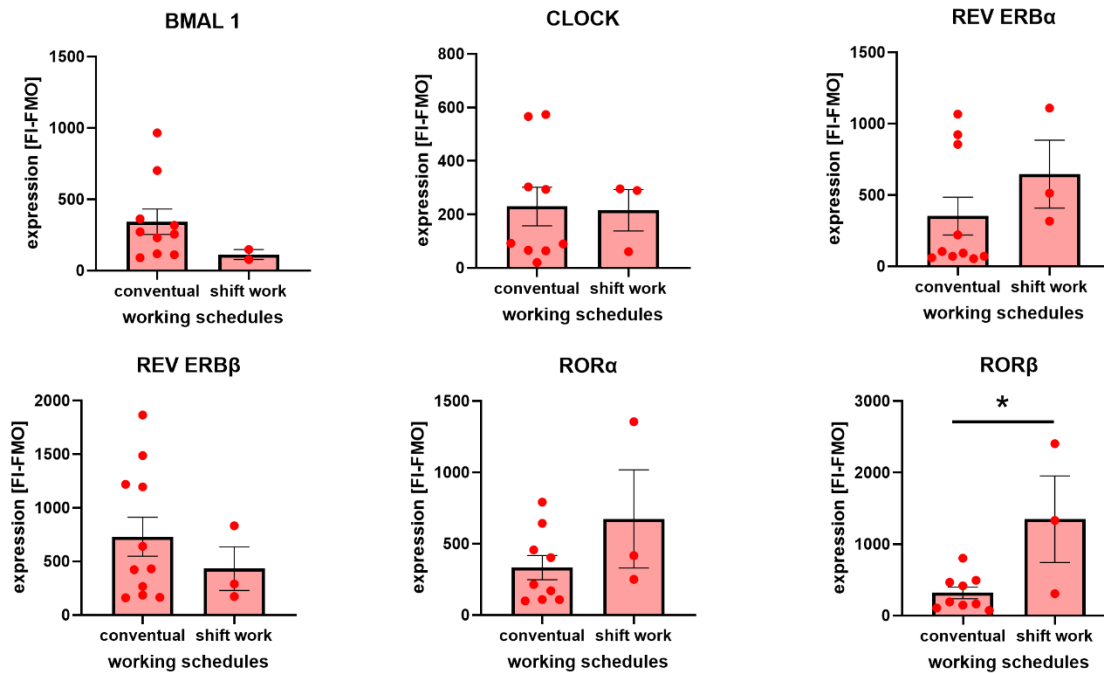 BMAL 1
expression [FI-FMO]
1500
1000
500
0
conventual shift work
working schedules
CLOCK
expression [FI-FMO]
800
600
400
200
0
conventual shift work
working schedules
REV ERBα
expression [FI-FMO]
1500
1000
500
0
conventual shift work
working schedules
REV ERBβ
expression [FI-FMO]
2000
1500
1000
500
0
conventual shift work
working schedules
RORα
expression [FI-FMO]
1500
1000
500
0
conventual shift work
working schedules
RORβ
expression [FI-FMO]
3000
2000
1000
0
*
conventual shift work
working schedules